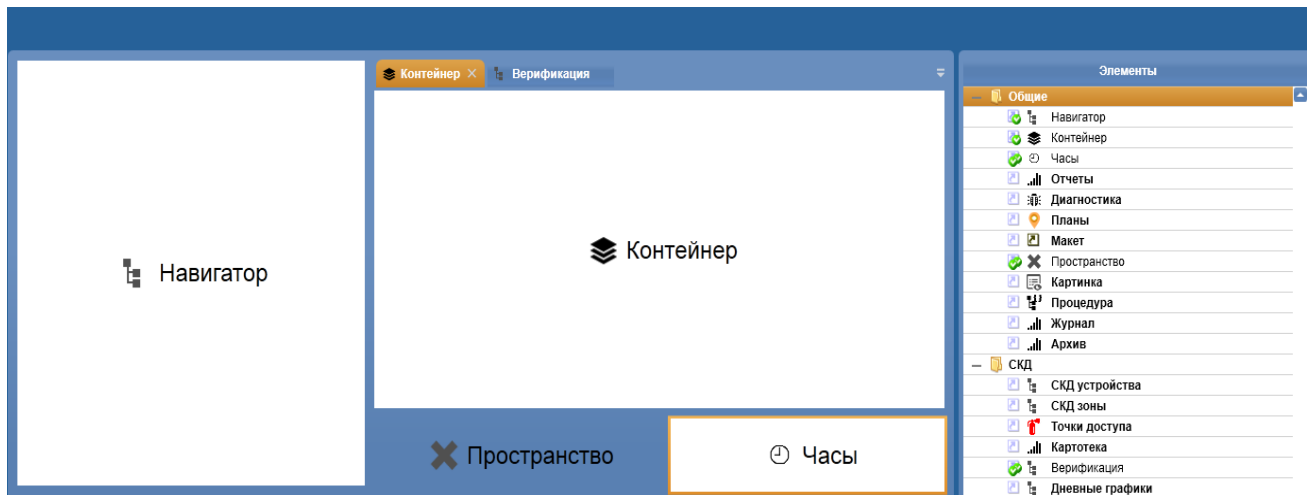 Контейнер
Верификация
Навигатор
Контейнер
Пространство
Часы
Элементы
Общие
Навигатор
Контейнер
Часы
Отчеты
Диагностика
Планы
Макет
Пространство
Картинка
Процедура
Журнал
Архив
СКД
СКД устройства
СКД зоны
Точки доступа
Картотека
Верификация
Дневные графики